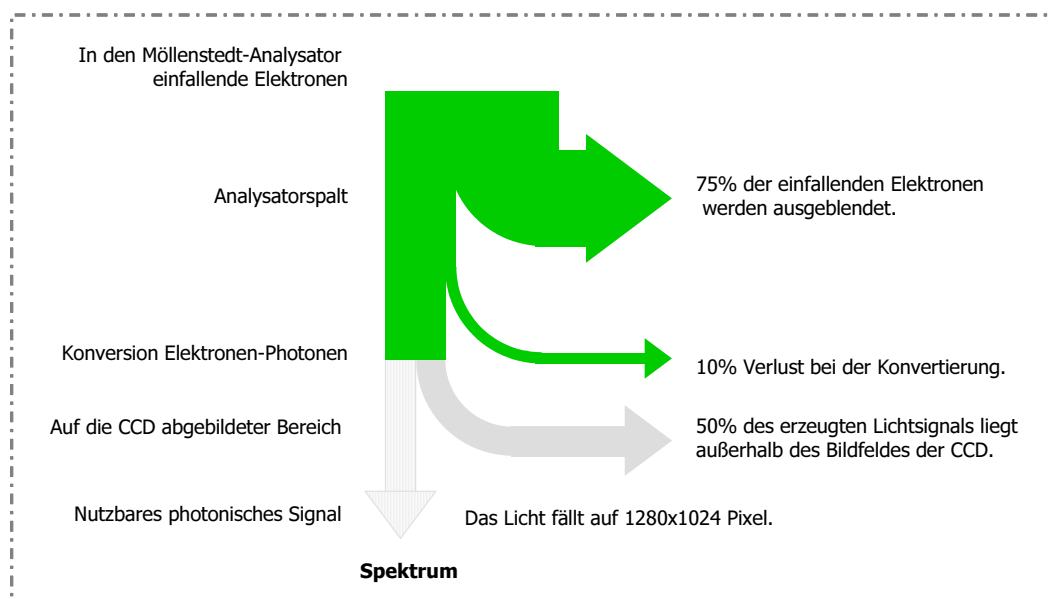 In den Möllenstedt-Analysator
einfallende Elektronen
Analysatorspalt
75% der einfallenden Elektronen
werden ausgeblendet.
Konversion Elektronen-Photonen
10% Verlust bei der Konvertierung.
Auf die CCD abgebildeter Bereich
50% des erzeugten Lichtsignals liegt
außerhalb des Bildfeldes der CCD.
Nutzbares photonisches Signal
Das Licht fällt auf 1280x1024 Pixel.
Spektrum